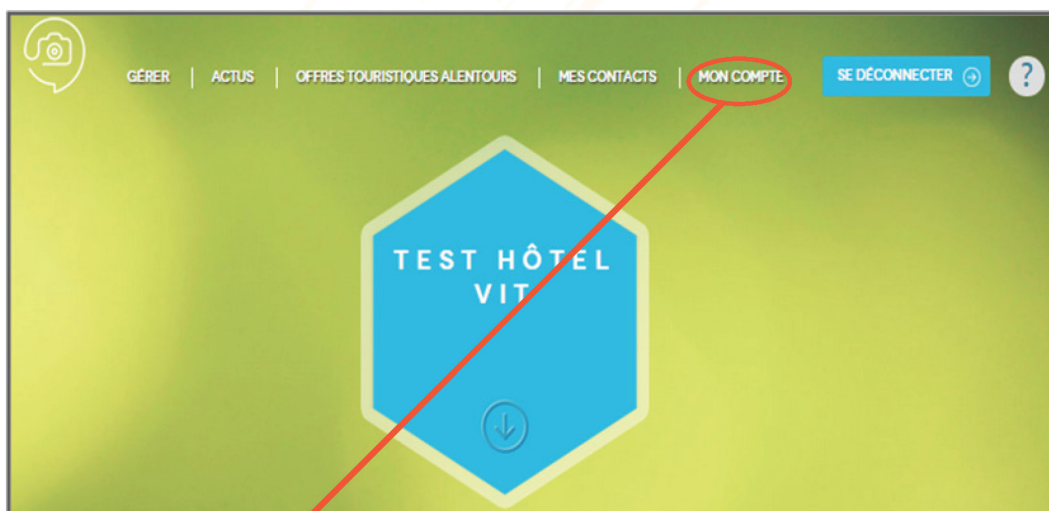 GÉRER | ACTUS | OFFRES TOURISTIQUES ALENTOURS | MES CONTACTS | MON COMPTE SE DÉCONNECTER ?
TEST HÔTEL
VIT